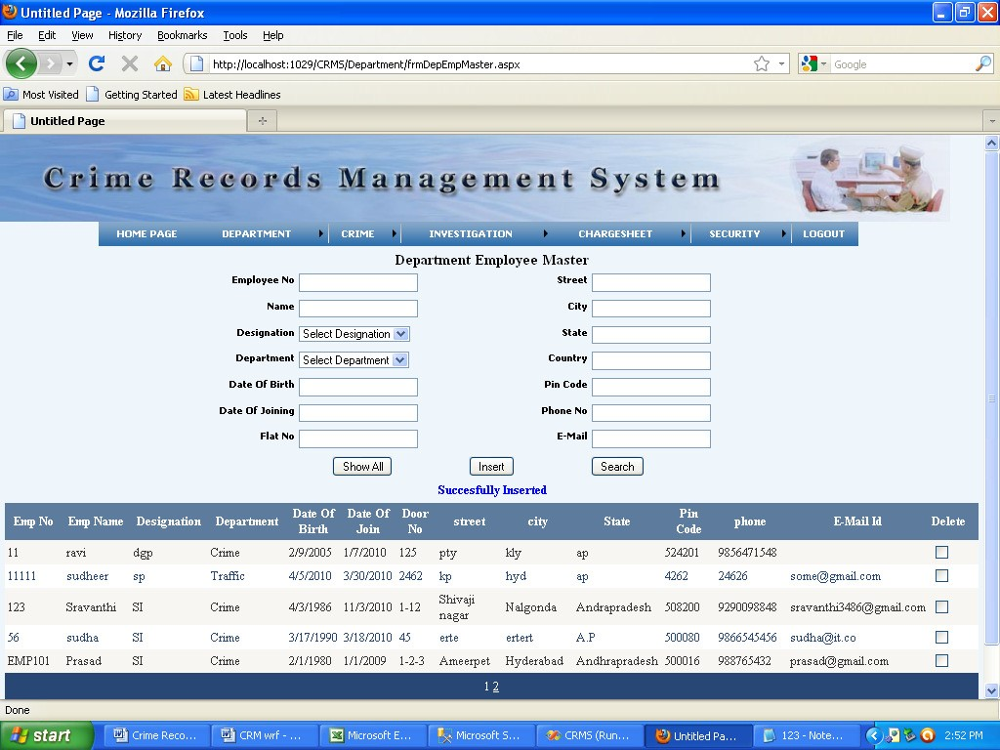 Untitled Page - Mozilla Firefox
File Edit View History Bookmarks Tools Help
http://localhost:1029/CRMS/Department/frmDepEmpMaster.aspx Google
Most Visited Getting Started Latest Headlines
Untitled Page
Crime Records Management System
HOME PAGE DEPARTMENT CRIME INVESTIGATION CHARGESHEET SECURITY LOGOUT
Department Employee Master
Employee No Street
Name City
Designation Select Designation State
Department Select Department Country
Date Of Birth Pin Code
Date Of Joining Phone No
Flat No E-Mail
Show All Insert Search
Succesfully Inserted
Emp No Emp Name Designation Department Date Of Birth Date Of Join Door No street city State Pin Code phone E-Mail Id Delete
11 ravi dgp Crime 2/9/2005 1/7/2010 125 pty kly ap 524201 9856471548
11111 sudheer sp Traffic 4/5/2010 3/30/2010 2462 kp hyd ap 4262 24626 some@gmail.com
123 Sravanthi SI Crime 4/3/1986 11/3/2010 1-12 Shivaji nagar Nalgonda Andrapradesh 508200 9290098848 sravanthi3486@gmail.com
56 sudha SI Crime 3/17/1990 3/18/2010 45 erte ertert A.P 500080 9866545456 sudha@it.co
EMP101 Prasad SI Crime 2/1/1980 1/1/2009 1-2-3 Ameerpet Hyderabad Andhrapradesh 500016 988765432 prasad@gmail.com
1 2
Done
start Crime Reco... CRM wrf - ... Microsoft E... Microsoft S... CRMS (Run... Untitled Pa... 123 - Note... 2:52 PM